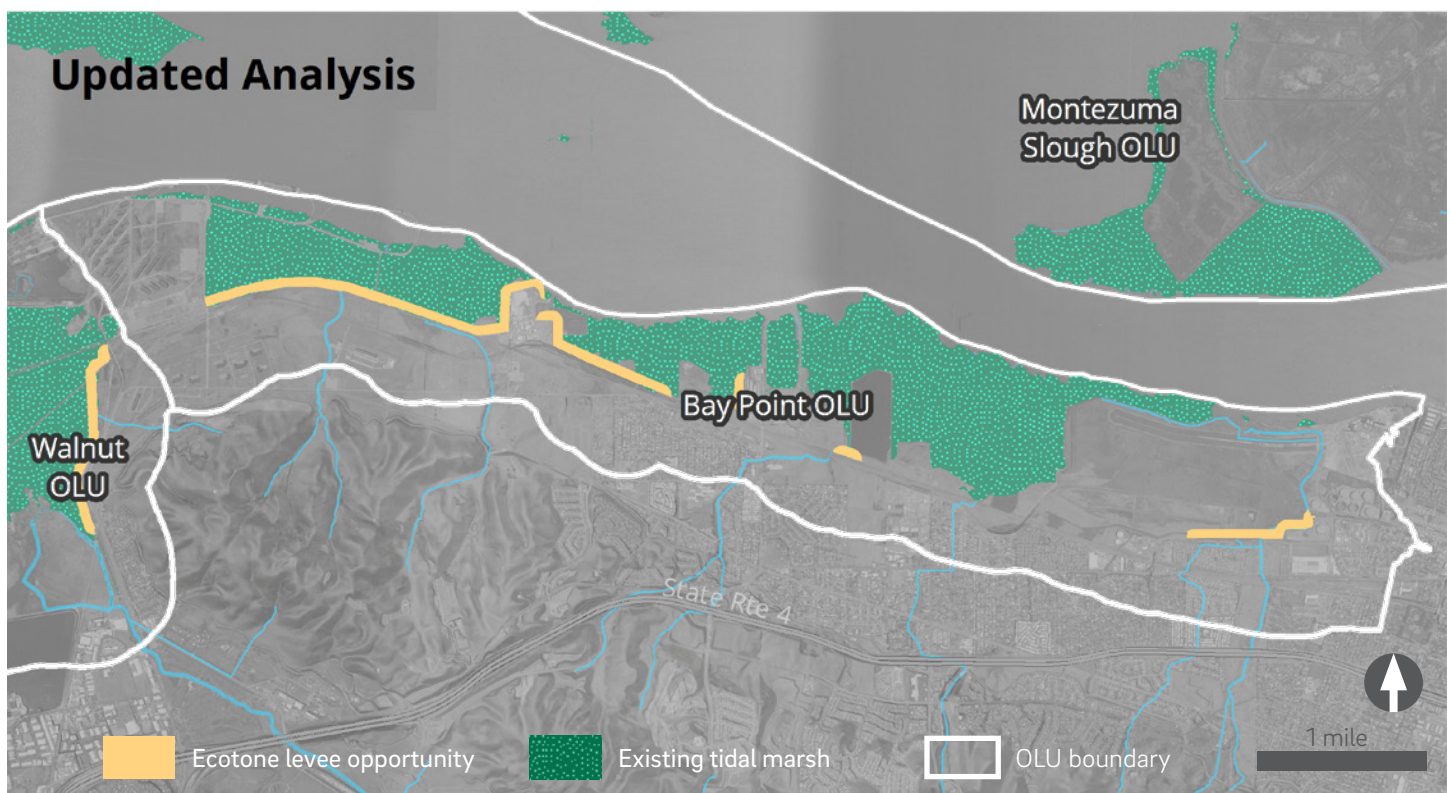 Updated Analysis
Montezuma
Slough OLU
Bay Point OLU
Walnut
OLU
State Rte 4
1 mile
Ecotone levee opportunity
Existing tidal marsh
OLU boundary